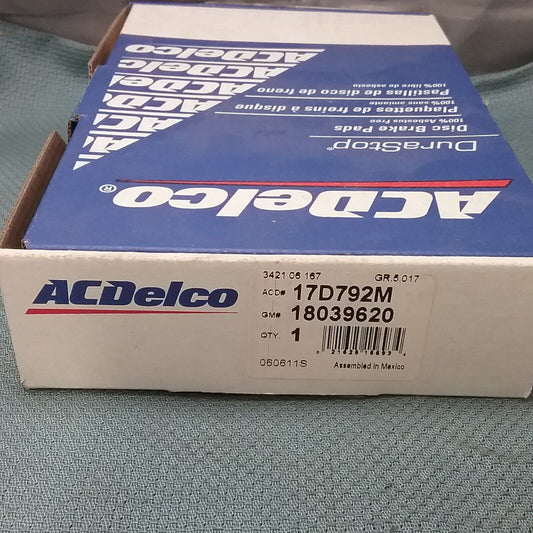 ACDelco
100% libre de asbesto
Pastillas de disco de freno
100% sans amiante
Plaquettes de freins à disque
100% Asbestos Free
Disc Brake Pads
DuraStop
ACDelco®
ACDelco
3421.06 167 GR.5.017
ACD# 17D792M
GM# 18039620
QTY. 1
060611S Assembled in Mexico